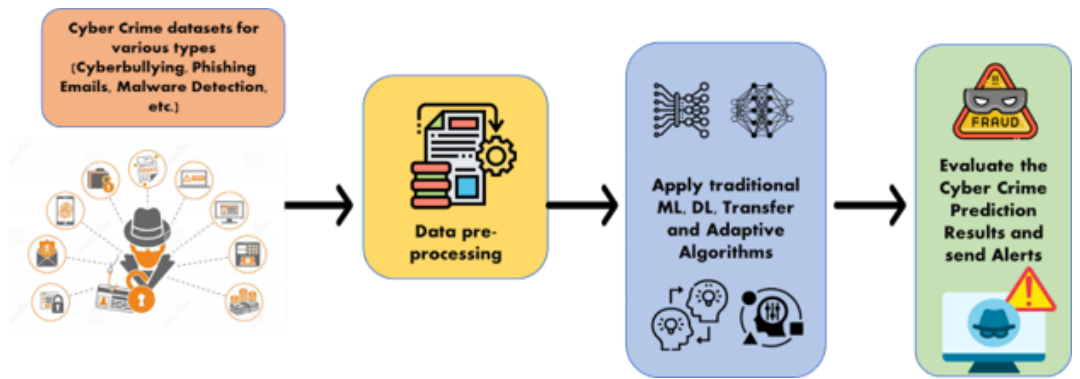 Cyber Crime datasets for
various types
(Cyberbullying, Phishing
Emails, Malware Detection,
etc.)
Data pre-
processing
Apply traditional
ML, DL, Transfer
and Adaptive
Algorithms
FRAUD
Evaluate the
Cyber Crime
Prediction
Results and
send Alerts